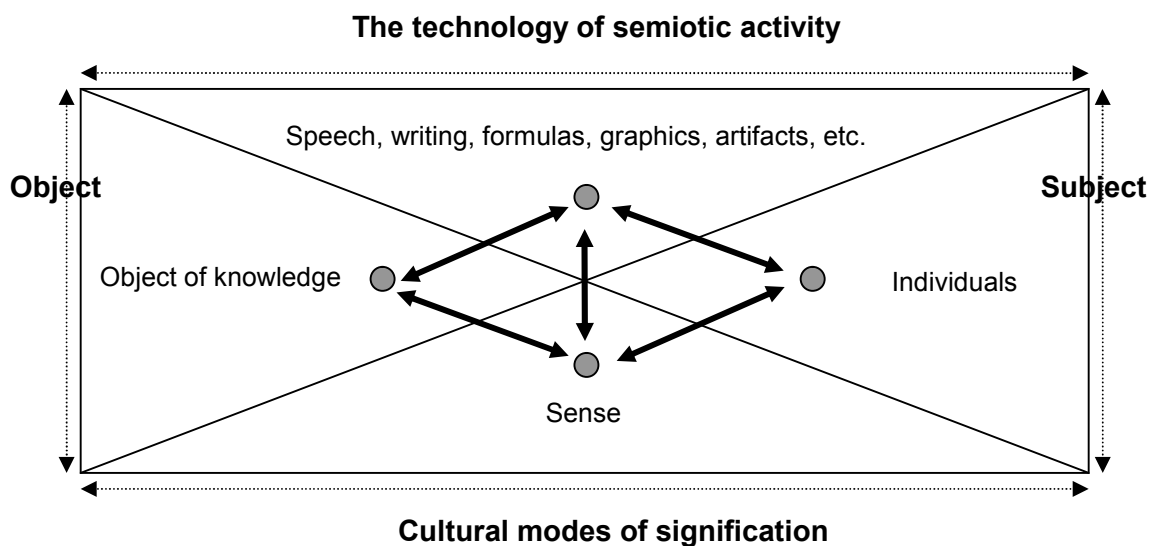 The technology of semiotic activity
Speech, writing, formulas, graphics, artifacts, etc.
Object
Subject
Object of knowledge
Individuals
Sense
Cultural modes of signification